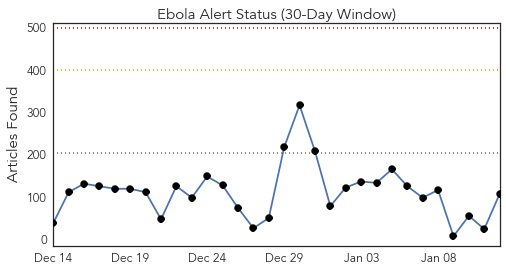 Ebola Alert Status (30-Day Window)
Articles Found
500
400
300
200
100
0
Dec 14 Dec 19 Dec 24 Dec 29 Jan 03 Jan 08